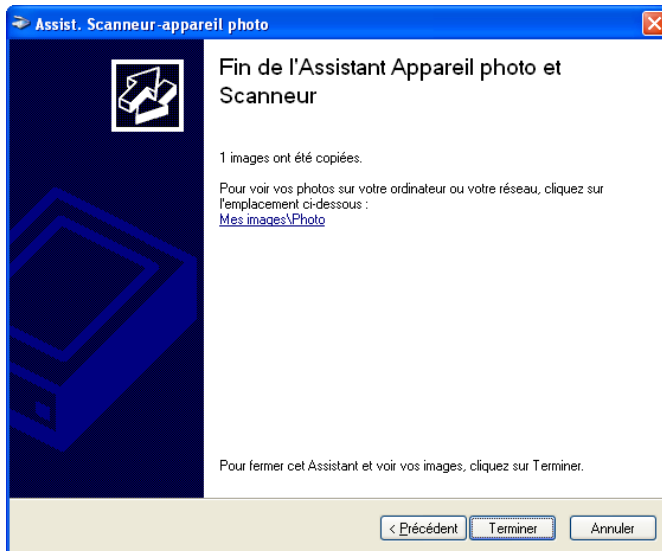 Assist. Scanneur-appareil photo
Fin de l'Assistant Appareil photo et
Scanneur
1 images ont été copiées.
Pour voir vos photos sur votre ordinateur ou votre réseau, cliquez sur
l'emplacement ci-dessous :
Mes images\Photo
Pour fermer cet Assistant et voir vos images, cliquez sur Terminer.
< Précédent Terminer Annuler